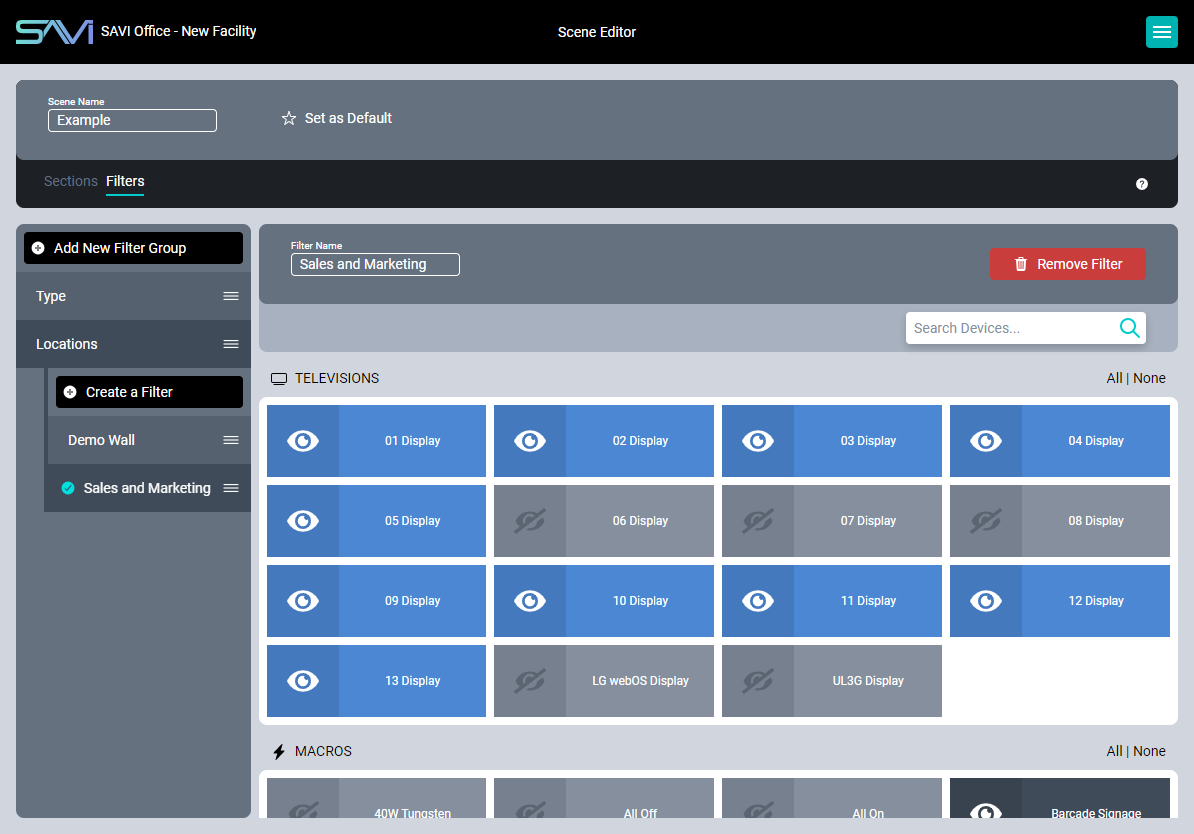 SAVI SAVI Office - New Facility
Scene Editor
Scene Name
Example
Set as Default
Sections Filters
?
Add New Filter Group
Type
Locations
Create a Filter
Demo Wall
Sales and Marketing
Filter Name
Sales and Marketing
Remove Filter
Search Devices...
TELEVISIONS
All | None
01 Display
02 Display
03 Display
04 Display
05 Display
06 Display
07 Display
08 Display
09 Display
10 Display
11 Display
12 Display
13 Display
LG webOS Display
UL3G Display
MACROS
All | None
40W Tungsten
All Off
All On
Barcade Signage